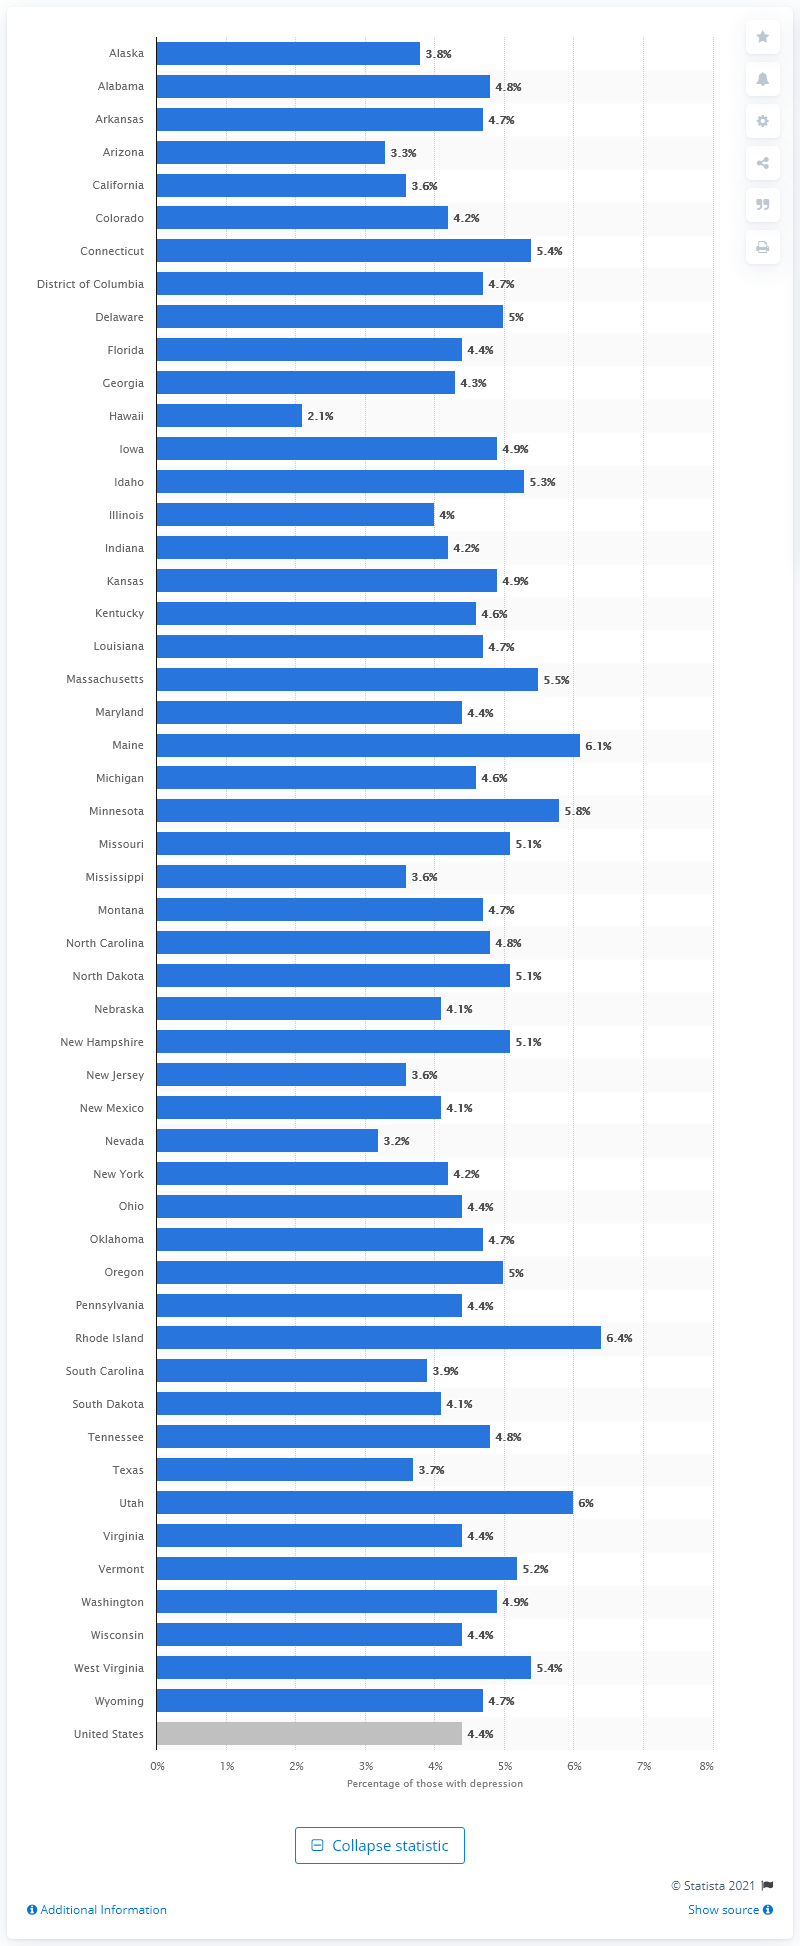 Alaska 3.8%
Alabama 4.8%
Arkansas 4.7%
Arizona 3.3%
California 3.6%
Colorado 4.2%
Connecticut 5.4%
District of Columbia 4.7%
Delaware 5%
Florida 4.4%
Georgia 4.3%
Hawaii 2.1%
Iowa 4.9%
Idaho 5.3%
Illinois 4%
Indiana 4.2%
Kansas 4.9%
Kentucky 4.6%
Louisiana 4.7%
Massachusetts 5.5%
Maryland 4.4%
Maine 6.1%
Michigan 4.6%
Minnesota 5.8%
Missouri 5.1%
Mississippi 3.6%
Montana 4.7%
North Carolina 4.8%
North Dakota 5.1%
Nebraska 4.1%
New Hampshire 5.1%
New Jersey 3.6%
New Mexico 4.1%
Nevada 3.2%
New York 4.2%
Ohio 4.4%
Oklahoma 4.7%
Oregon 5%
Pennsylvania 4.4%
Rhode Island 6.4%
South Carolina 3.9%
South Dakota 4.1%
Tennessee 4.8%
Texas 3.7%
Utah 6%
Virginia 4.4%
Vermont 5.2%
Washington 4.9%
Wisconsin 4.4%
West Virginia 5.4%
Wyoming 4.7%
United States 4.4%
0% 1% 2% 3% 4% 5% 6% 7% 8%
Percentage of those with depression
Collapse statistic
© Statista 2021
Additional Information Show source